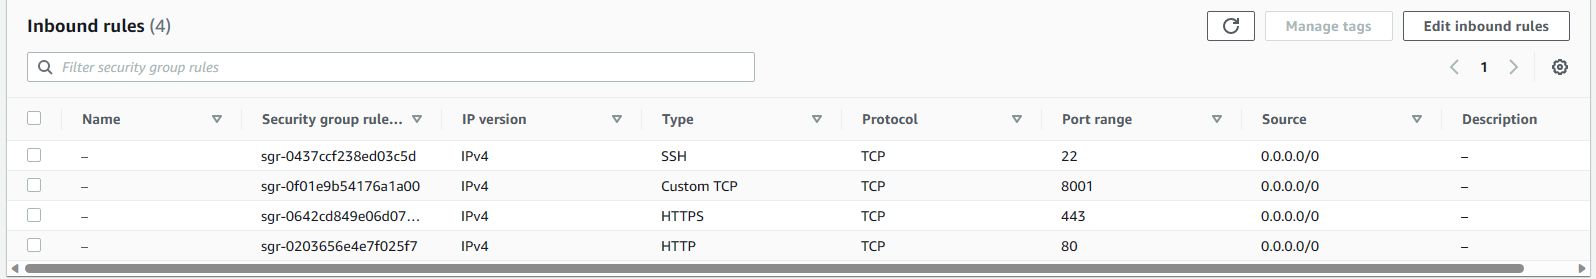 Inbound rules (4)
Manage tags
Edit inbound rules
Filter security group rules
1
Name Security group rule... IP version Type Protocol Port range Source Description
– sgr-0437ccf238ed03c5d IPv4 SSH TCP 22 0.0.0.0/0 –
– sgr-0f01e9b54176a1a00 IPv4 Custom TCP TCP 8001 0.0.0.0/0 –
– sgr-0642cd849e06d07... IPv4 HTTPS TCP 443 0.0.0.0/0 –
– sgr-0203656e4e7f025f7 IPv4 HTTP TCP 80 0.0.0.0/0 –